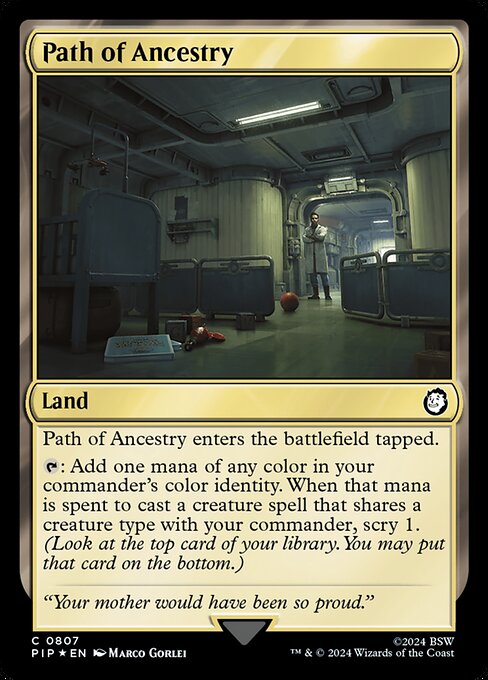 Path of Ancestry
Land
Path of Ancestry enters the battlefield tapped.
: Add one mana of any color in your
commander's color identity. When that mana
is spent to cast a creature spell that shares a
creature type with your commander, scry 1.
(Look at the top card of your library. You may put
that card on the bottom.)
"Your mother would have been so proud."
C 0807
PIP★EN Marco Gorlei
©2024 BSW
™ & © 2024 Wizards of the Coast